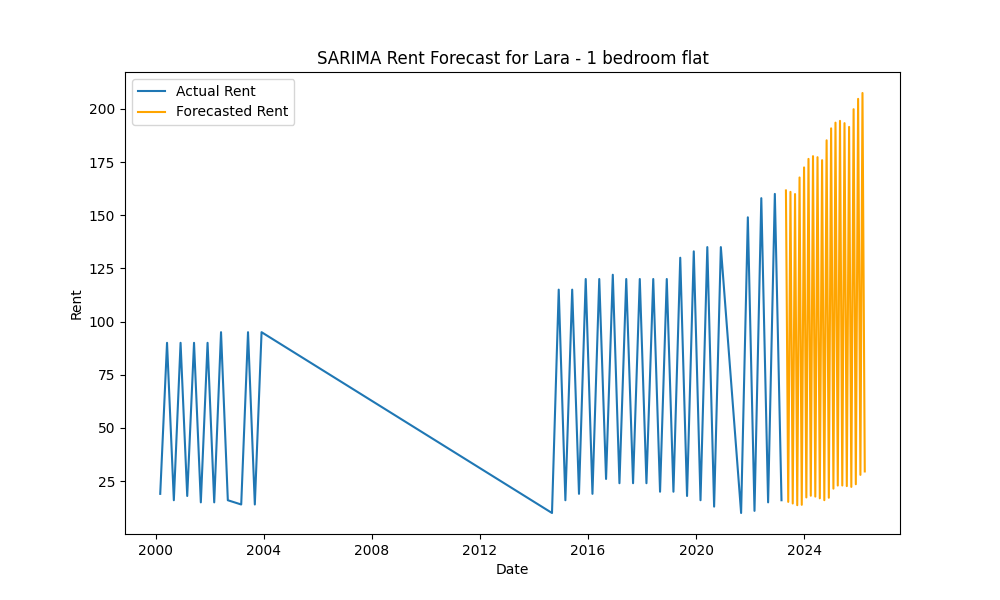 SARIMA Rent Forecast for Lara - 1 bedroom flat
Actual Rent
Forecasted Rent
200
175
150
125
100
75
50
25
Rent
2000 2004 2008 2012 2016 2020 2024
Date